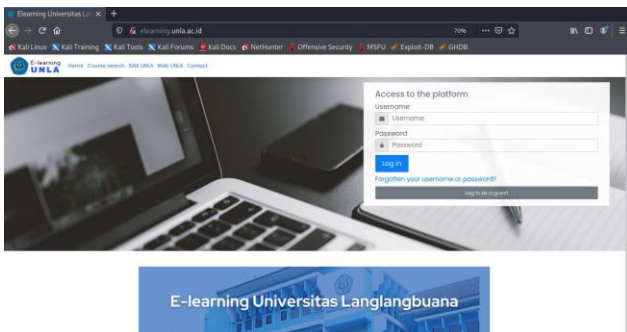 Elearning Universitas La
elearning.unla.ac.id
70%
Kali Linux Kali Training Kali Tools Kali Forums Kali Docs NetHunter Offensive Security MSFU Exploit-DB GHDB
E-learning
UNLA
Home Course search SIAK UNLA Web UNLA Contact
Access to the platform
Username
Username
Password
Password
Log in
Forgotten your username or password?
Log in as a guest
E-learning Universitas Langlangbuana